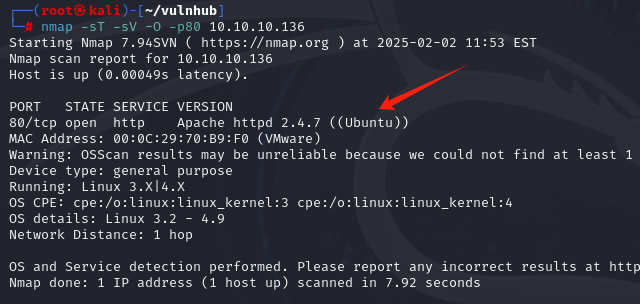 ┌──(root㉿kali)-[~/vulnhub]
└─# nmap -sT -sV -O -p80 10.10.10.136
Starting Nmap 7.94SVN ( https://nmap.org ) at 2025-02-02 11:53 EST
Nmap scan report for 10.10.10.136
Host is up (0.00049s latency).

PORT   STATE SERVICE VERSION
80/tcp open  http    Apache httpd 2.4.7 ((Ubuntu))
MAC Address: 00:0C:29:70:B9:F0 (VMware)
Warning: OSScan results may be unreliable because we could not find at least 1
Device type: general purpose
Running: Linux 3.X|4.X
OS CPE: cpe:/o:linux:linux_kernel:3 cpe:/o:linux:linux_kernel:4
OS details: Linux 3.2 - 4.9
Network Distance: 1 hop

OS and Service detection performed. Please report any incorrect results at http
Nmap done: 1 IP address (1 host up) scanned in 7.92 seconds